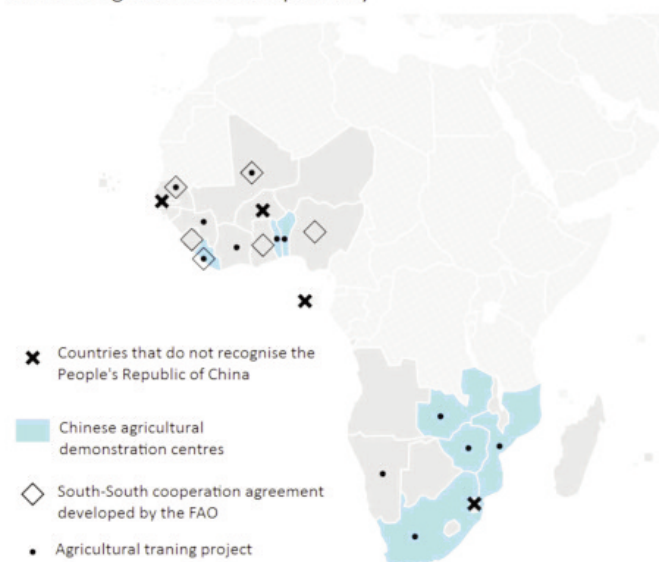 Countries that do not recognise the
People's Republic of China
Chinese agricultural
demonstration centres
South-South cooperation agreement
developed by the FAO
Agricultural traning project